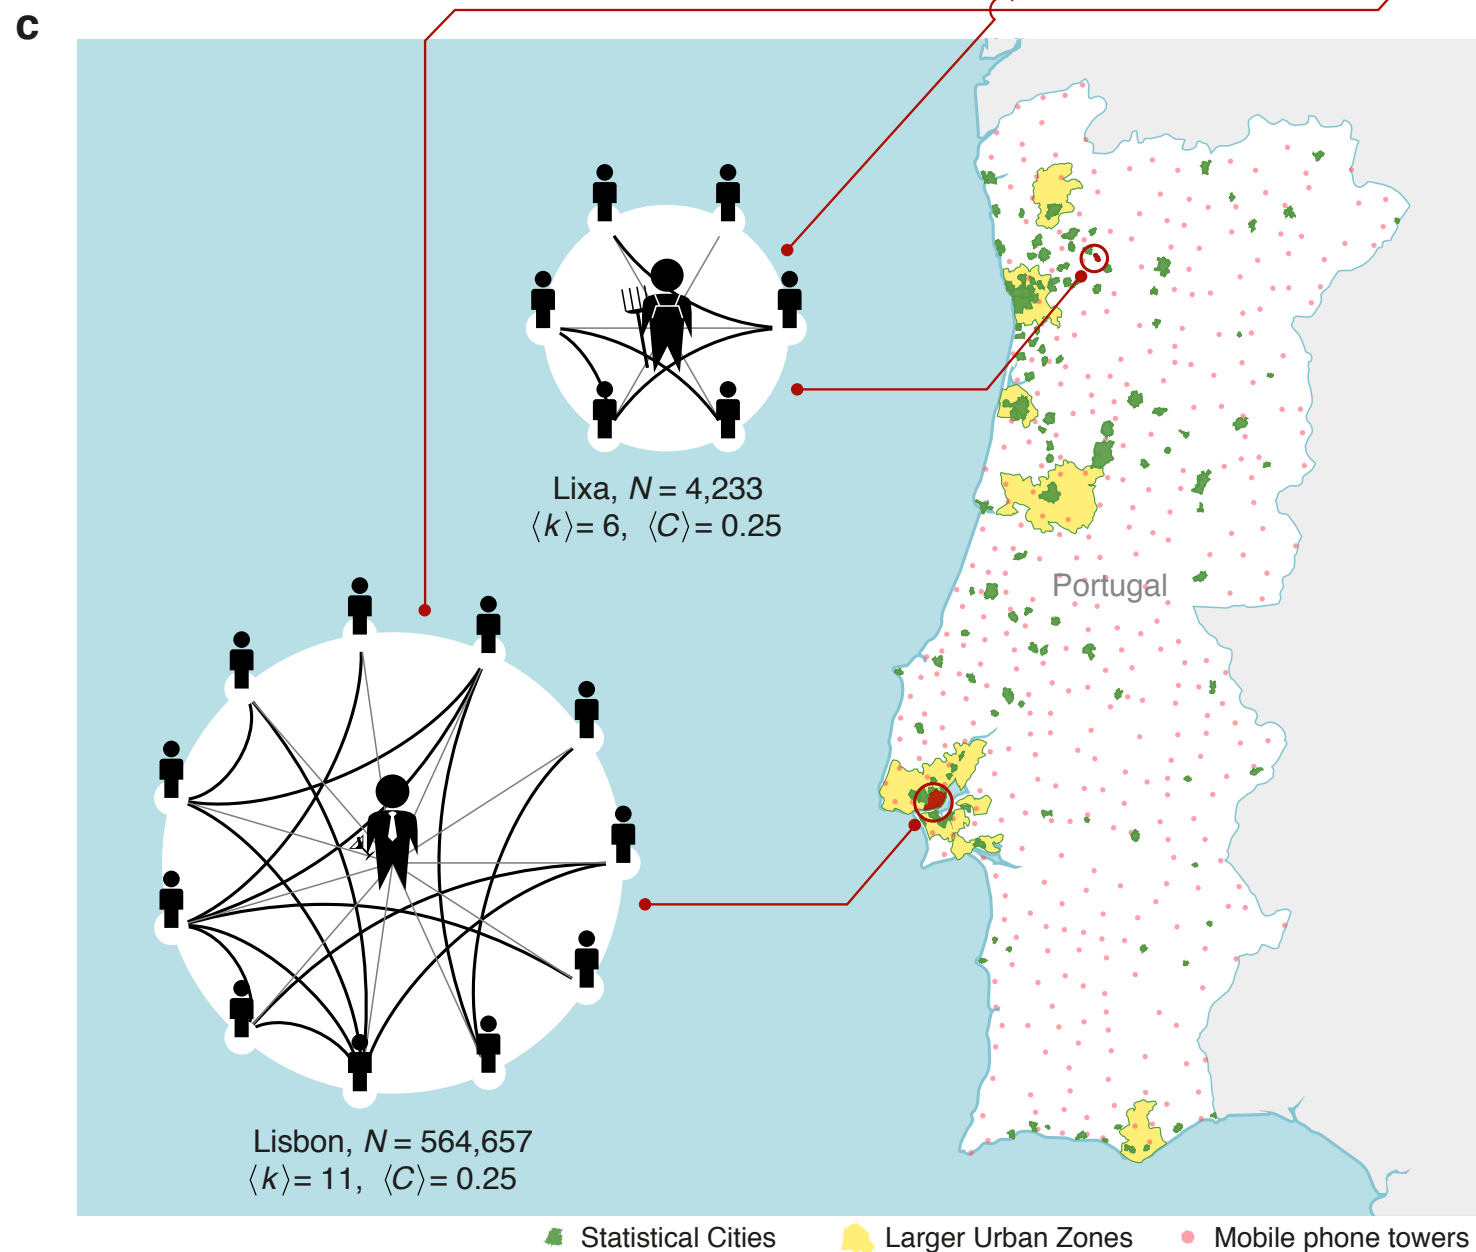 c
Lixa, N = 4,233
⟨k⟩= 6, ⟨C⟩= 0.25
Portugal
Lisbon, N = 564,657
⟨k⟩= 11, ⟨C⟩= 0.25
Statistical Cities Larger Urban Zones Mobile phone towers